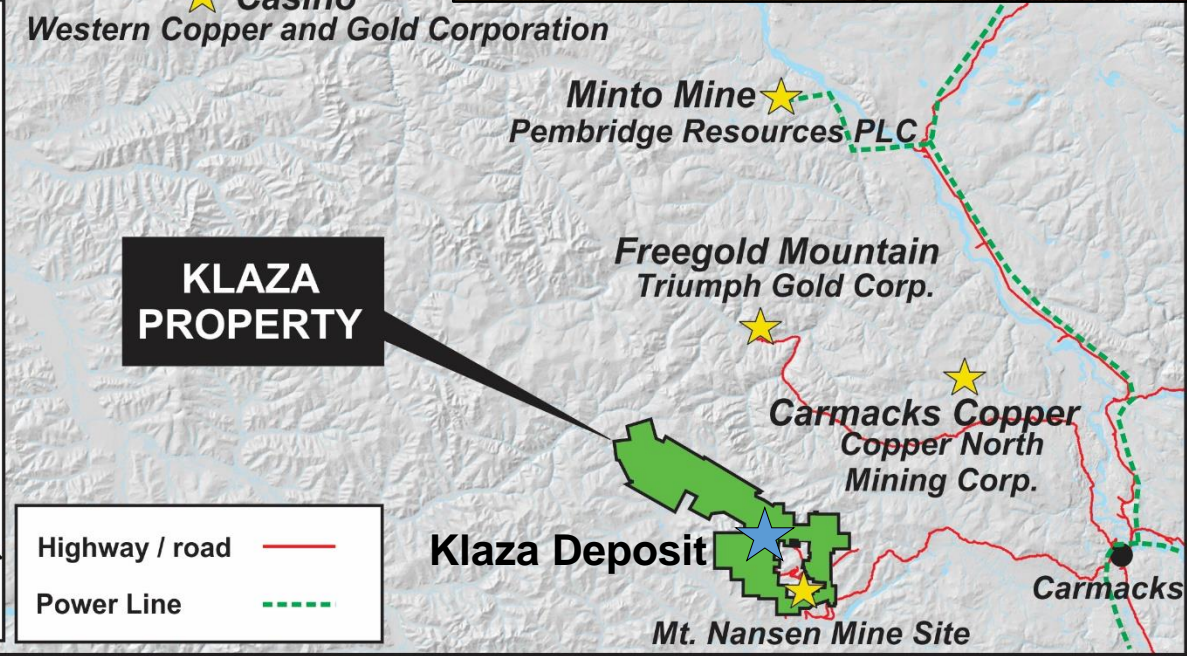 Casino
Western Copper and Gold Corporation
Minto Mine
Pembridge Resources PLC
Freegold Mountain
Triumph Gold Corp.
KLAZA
PROPERTY
Carmacks Copper
Copper North
Mining Corp.
Highway / road
Power Line
Klaza Deposit
Carmacks
Mt. Nansen Mine Site